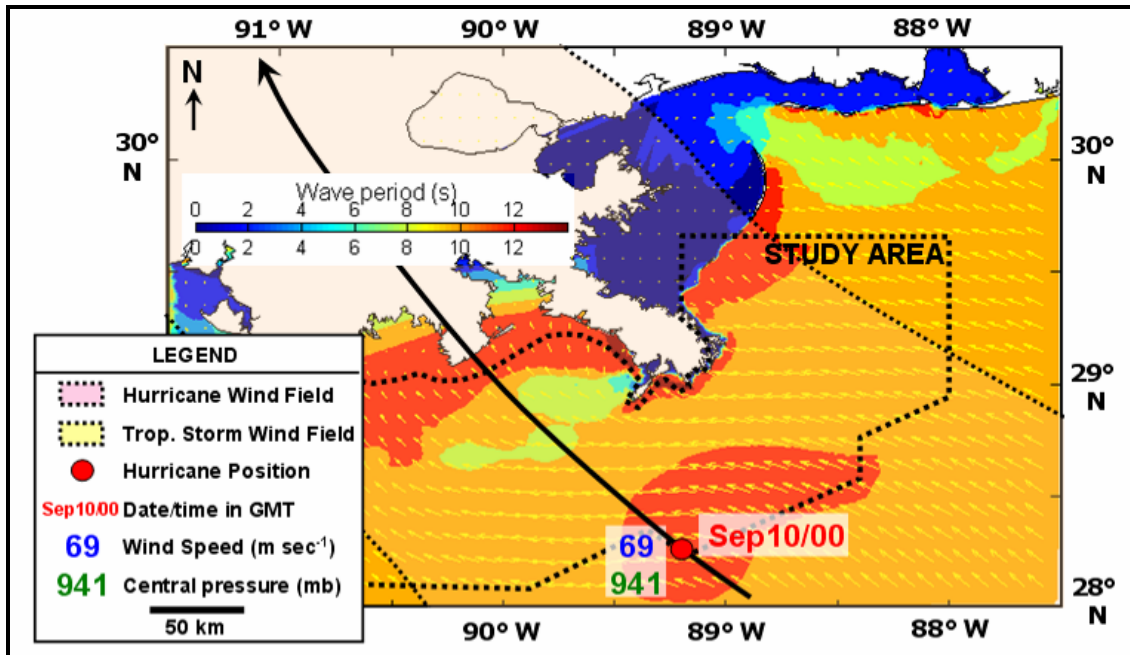 91° W 90° W 89° W 88° W
N
30° N
30° N
Wave period (s)
0 2 4 6 8 10 12
0 2 4 6 8 10 12
STUDY AREA
LEGEND
Hurricane Wind Field
Trop. Storm Wind Field
Hurricane Position
Sep10/00 Date/time in GMT
69 Wind Speed (m sec⁻¹)
941 Central pressure (mb)
50 km
29° N
Sep10/00
69
941
28° N
90° W 89° W 88° W